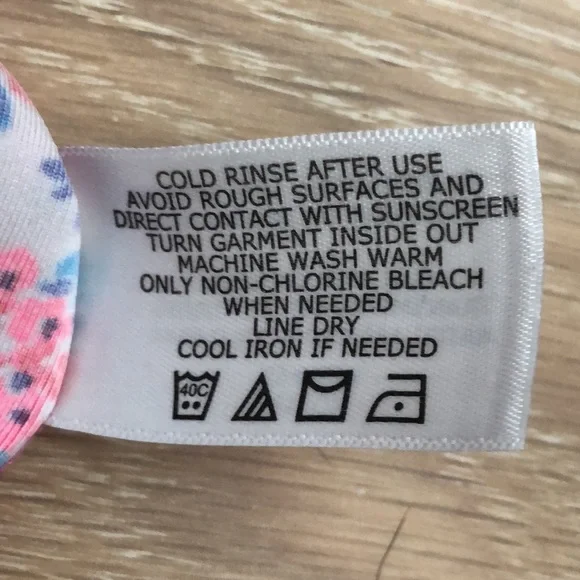 COLD RINSE AFTER USE
AVOID ROUGH SURFACES AND
DIRECT CONTACT WITH SUNSCREEN
TURN GARMENT INSIDE OUT
MACHINE WASH WARM
ONLY NON-CHLORINE BLEACH
WHEN NEEDED
LINE DRY
COOL IRON IF NEEDED
40C